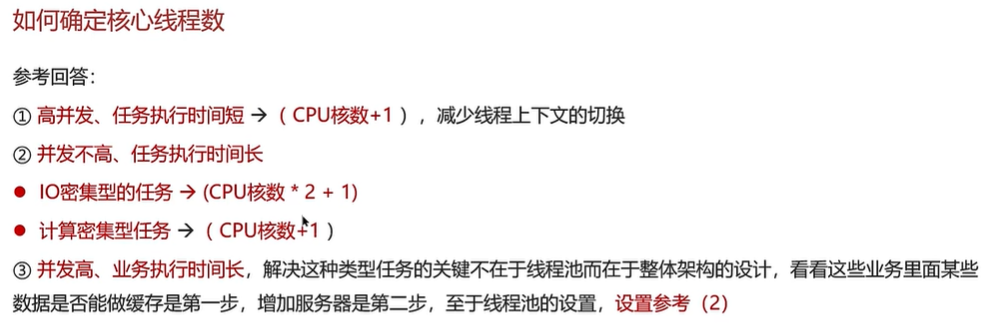 如何确定核心线程数
参考回答：
① 高并发、任务执行时间短 → （ CPU核数+1 ） ，减少线程上下文的切换
② 并发不高、任务执行时间长
● IO密集型的任务 → (CPU核数 * 2 + 1)
● 计算密集型任务 → （ CPU核数+1 ）
③ 并发高、业务执行时间长，解决这种类型任务的关键不在于线程池而在于整体架构的设计，看看这些业务里面某些
数据是否能做缓存是第一步，增加服务器是第二步，至于线程池的设置，设置参考（2）